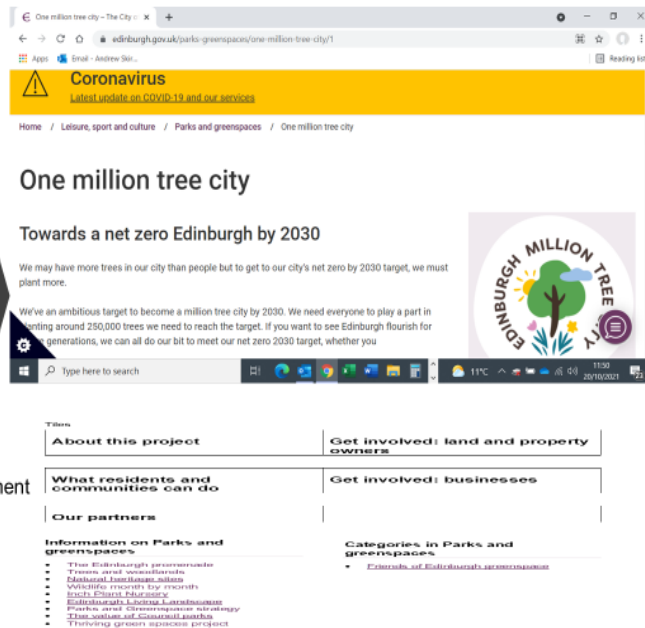 One million tree city – The City o
edinburgh.gov.uk/parks-greenspaces/one-million-tree-city/1
Apps Email - Andrew Skir... Reading list
Coronavirus
Latest update on COVID-19 and our services
Home / Leisure, sport and culture / Parks and greenspaces / One million tree city
One million tree city
Towards a net zero Edinburgh by 2030
We may have more trees in our city than people but to get to our city's net zero by 2030 target, we must
plant more.
We've an ambitious target to become a million tree city by 2030. We need everyone to play a part in
planting around 250,000 trees we need to reach the target. If you want to see Edinburgh flourish for
generations, we can all do our bit to meet our net zero 2030 target, whether you
EDINBURGH MILLION TREE CITY
Type here to search
11°C
11:50
20/10/2021
23
Tiles
About this project
Get involved: land and property
owners
ment
What residents and
communities can do
Get involved: businesses
Our partners
Information on Parks and
greenspaces
The Edinburgh promenade
Trees and woodlands
Natural heritage sites
Wildlife month by month
Inch Plant Nursery
Edinburgh Living Landscape
Parks and Greenspace strategy
The value of Council parks
Thriving green spaces project
Categories in Parks and
greenspaces
Friends of Edinburgh greenspace